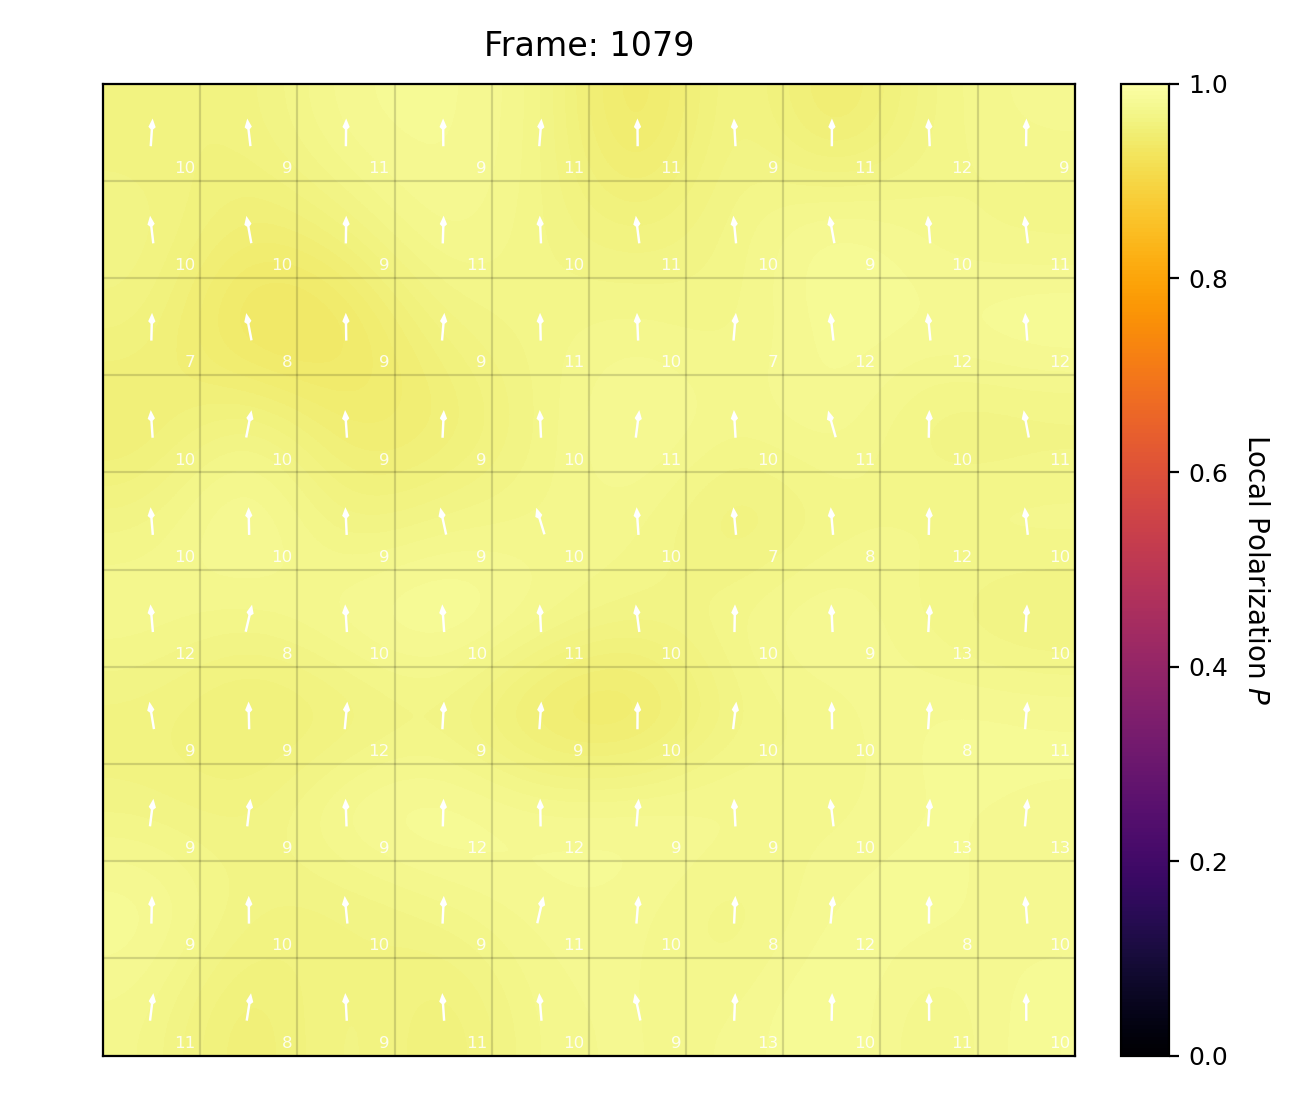 Frame: 1079
10 9 11 9 11 11 9 11 12 9
10 10 9 11 10 11 10 9 10 11
7 8 9 9 11 10 7 12 12 12
10 10 9 9 10 11 10 11 10 11
10 10 9 9 10 10 7 8 12 10
12 8 10 10 11 10 10 9 13 10
9 9 12 9 9 10 10 10 8 11
9 9 9 12 12 9 9 10 13 13
9 10 10 9 11 10 8 12 8 10
11 8 9 11 10 9 13 10 11 10
1.0
0.8
0.6
0.4
0.2
0.0
Local Polarization P